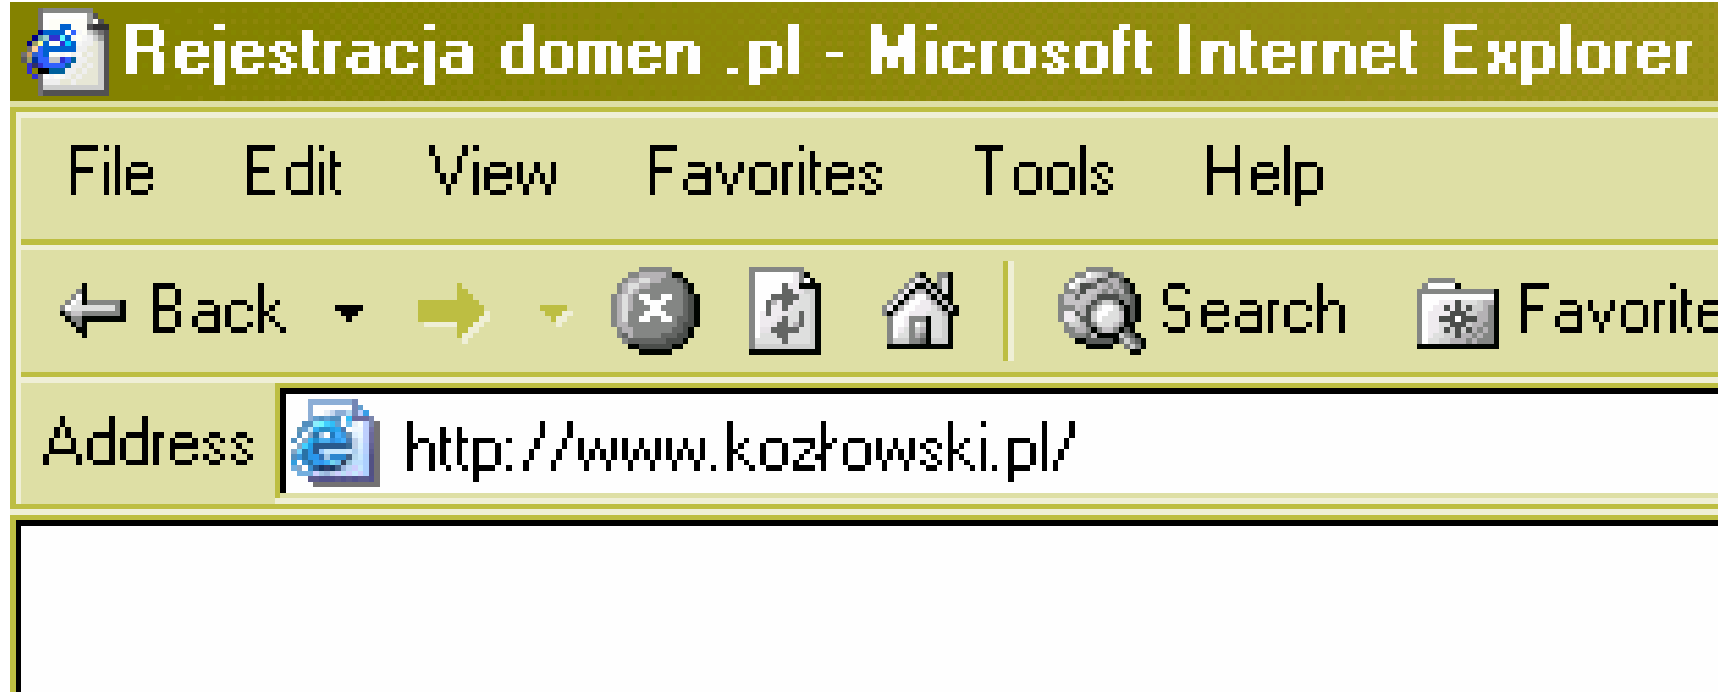 Rejestracja domen .pl - Microsoft Internet Explorer
File Edit View Favorites Tools Help
Back Search Favorite
Address http://www.kozłowski.pl/